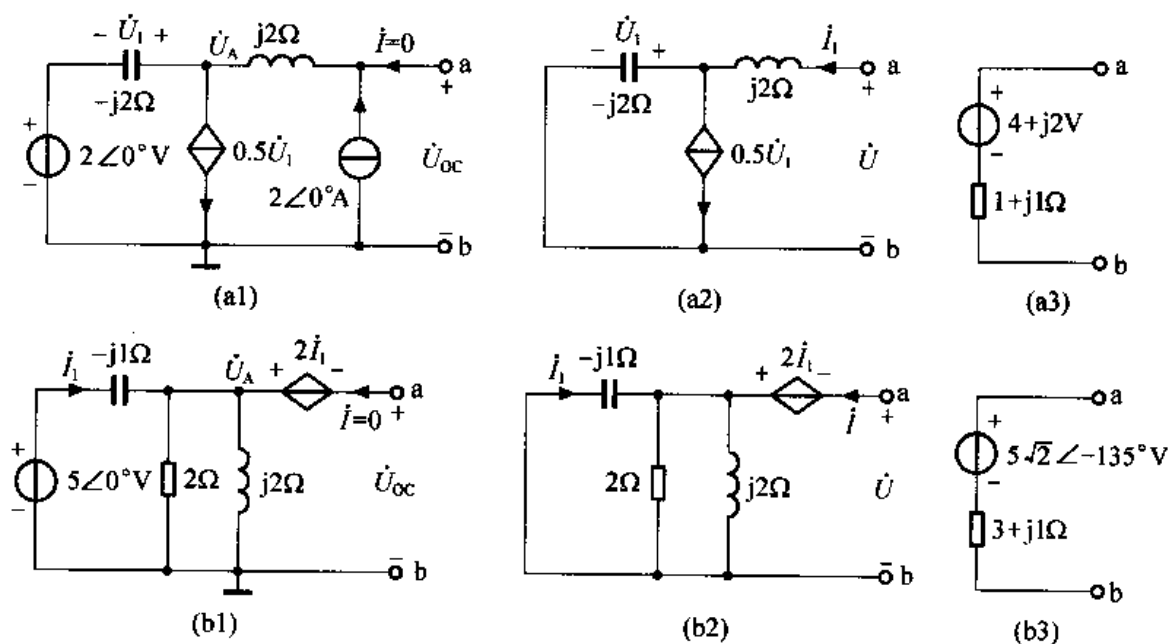 - U̇₁ + U̇A j2Ω İ=0 a
+
-j2Ω
+ 2∠0°V 0.5U̇₁ 2∠0°A U̇OC
-
- b
(a1)
- U̇₁ + j2Ω İ₁ a
+
-j2Ω
0.5U̇₁ U̇
- b
(a2)
a
+
4+j2V
-
1+j1Ω
b
(a3)
İ₁ -j1Ω U̇A + 2İ₁ - a
İ=0 +
+ 5∠0°V 2Ω j2Ω U̇OC
-
- b
(b1)
İ₁ -j1Ω + 2İ₁ - a
İ +
2Ω j2Ω U̇
- b
(b2)
a
+
5√2∠-135°V
-
3+j1Ω
b
(b3)